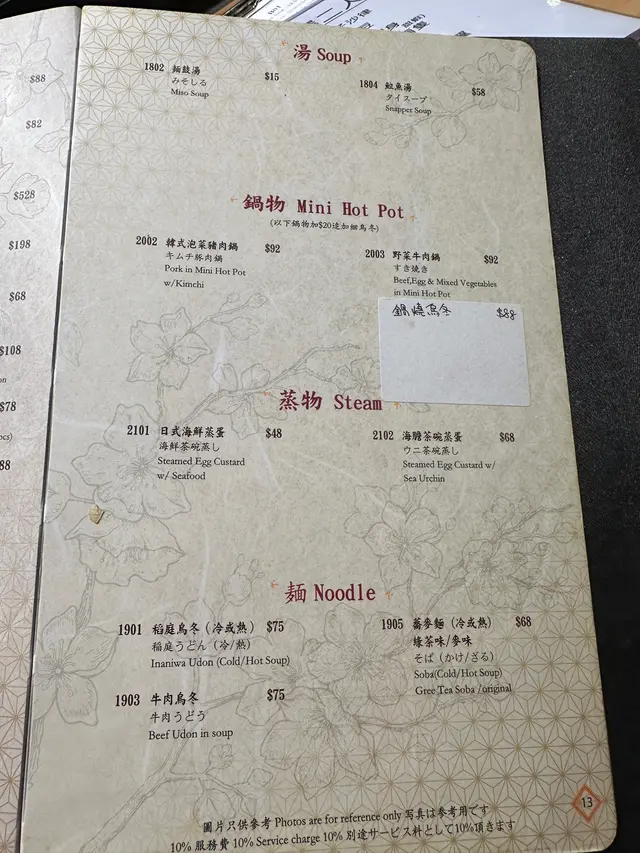 $88
$82
$528
$198
$68
$108
$78
88
湯 Soup
1802 麵豉湯 $15
みそしる
Miso Soup
1804 鯛魚湯 $58
タイスープ
Snapper Soup
鍋物 Mini Hot Pot
(以下鍋物加$20送加細烏冬)
2002 韓式泡菜豬肉鍋 $92
キムチ豚肉鍋
Pork in Mini Hot Pot
w/Kimchi
2003 野菜牛肉鍋 $92
すき焼き
Beef,Egg & Mixed Vegetables
in Mini Hot Pot
鍋燒烏冬 $88
蒸物 Steam
2101 日式海鮮蒸蛋 $48
海鮮茶碗蒸し
Steamed Egg Custard
w/ Seafood
2102 海膽茶碗蒸蛋 $68
ウニ茶碗蒸し
Steamed Egg Custard w/
Sea Urchin
麵 Noodle
1901 稻庭烏冬（冷或熱） $75
稲庭うどん（冷/熱）
Inaniwa Udon (Cold/Hot Soup)
1903 牛肉烏冬 $75
牛肉うどう
Beef Udon in soup
1905 蕎麥麵（冷或熱） $68
綠茶味/麥味
そば（かけ/ざる）
Soba(Cold/Hot Soup)
Gree Tea Soba /original
圖片只供參考 Photos are for reference only 写真は参考用です
10% 服務費 10% Service charge 10% 別途サービス料として10%頂きます
13